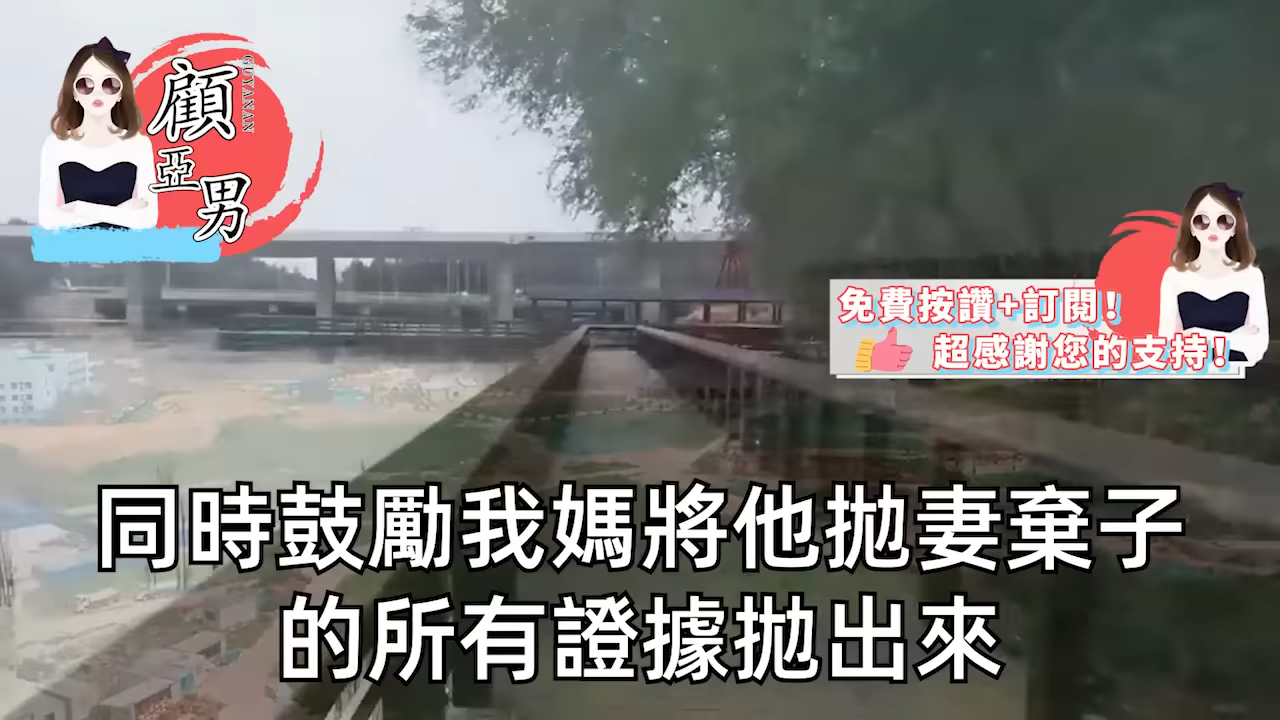 顧亞男
GUYANAN
免費按讚+訂閱！
超感謝您的支持！
同時鼓勵我媽將他拋妻棄子
的所有證據拋出來